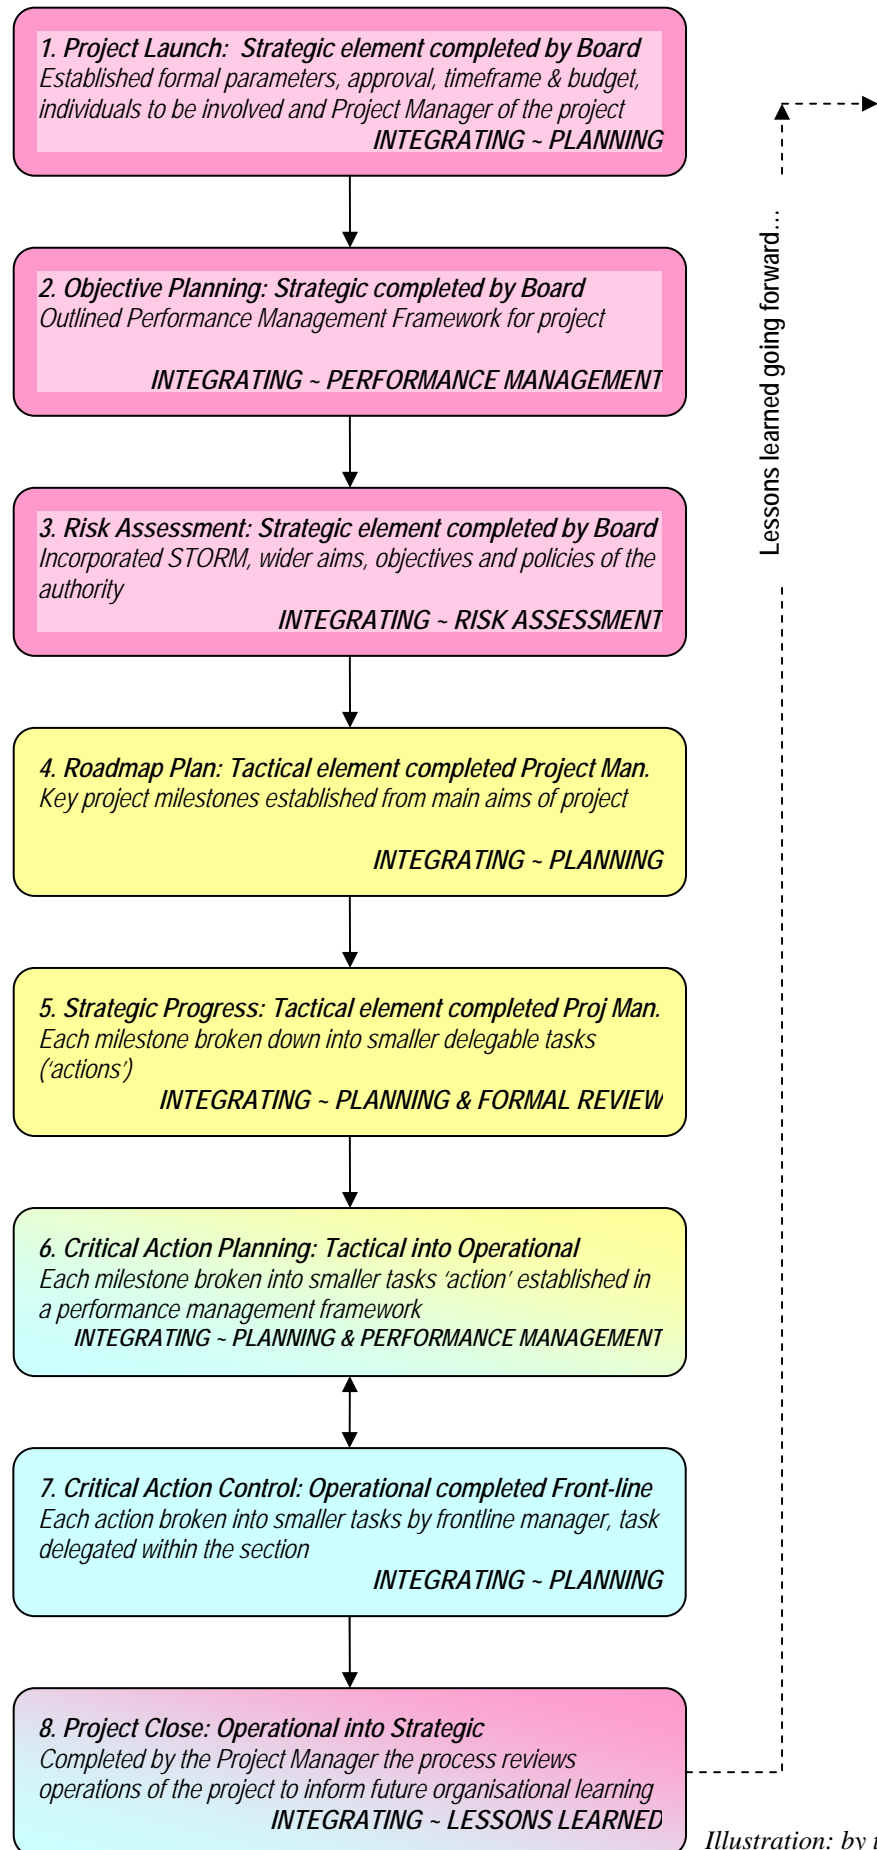 1. Project Launch: Strategic element completed by Board
Established formal parameters, approval, timeframe & budget,
individuals to be involved and Project Manager of the project
INTEGRATING ~ PLANNING
2. Objective Planning: Strategic completed by Board
Outlined Performance Management Framework for project
INTEGRATING ~ PERFORMANCE MANAGEMENT
3. Risk Assessment: Strategic element completed by Board
Incorporated STORM, wider aims, objectives and policies of the
authority
INTEGRATING ~ RISK ASSESSMENT
4. Roadmap Plan: Tactical element completed Project Man.
Key project milestones established from main aims of project
INTEGRATING ~ PLANNING
5. Strategic Progress: Tactical element completed Proj Man.
Each milestone broken down into smaller delegable tasks
(‘actions’)
INTEGRATING ~ PLANNING & FORMAL REVIEW
6. Critical Action Planning: Tactical into Operational
Each milestone broken into smaller tasks ‘action’ established in
a performance management framework
INTEGRATING ~ PLANNING & PERFORMANCE MANAGEMENT
7. Critical Action Control: Operational completed Front-line
Each action broken into smaller tasks by frontline manager, task
delegated within the section
INTEGRATING ~ PLANNING
8. Project Close: Operational into Strategic
Completed by the Project Manager the process reviews
operations of the project to inform future organisational learning
INTEGRATING ~ LESSONS LEARNED
Lessons learned going forward…
Illustration: by